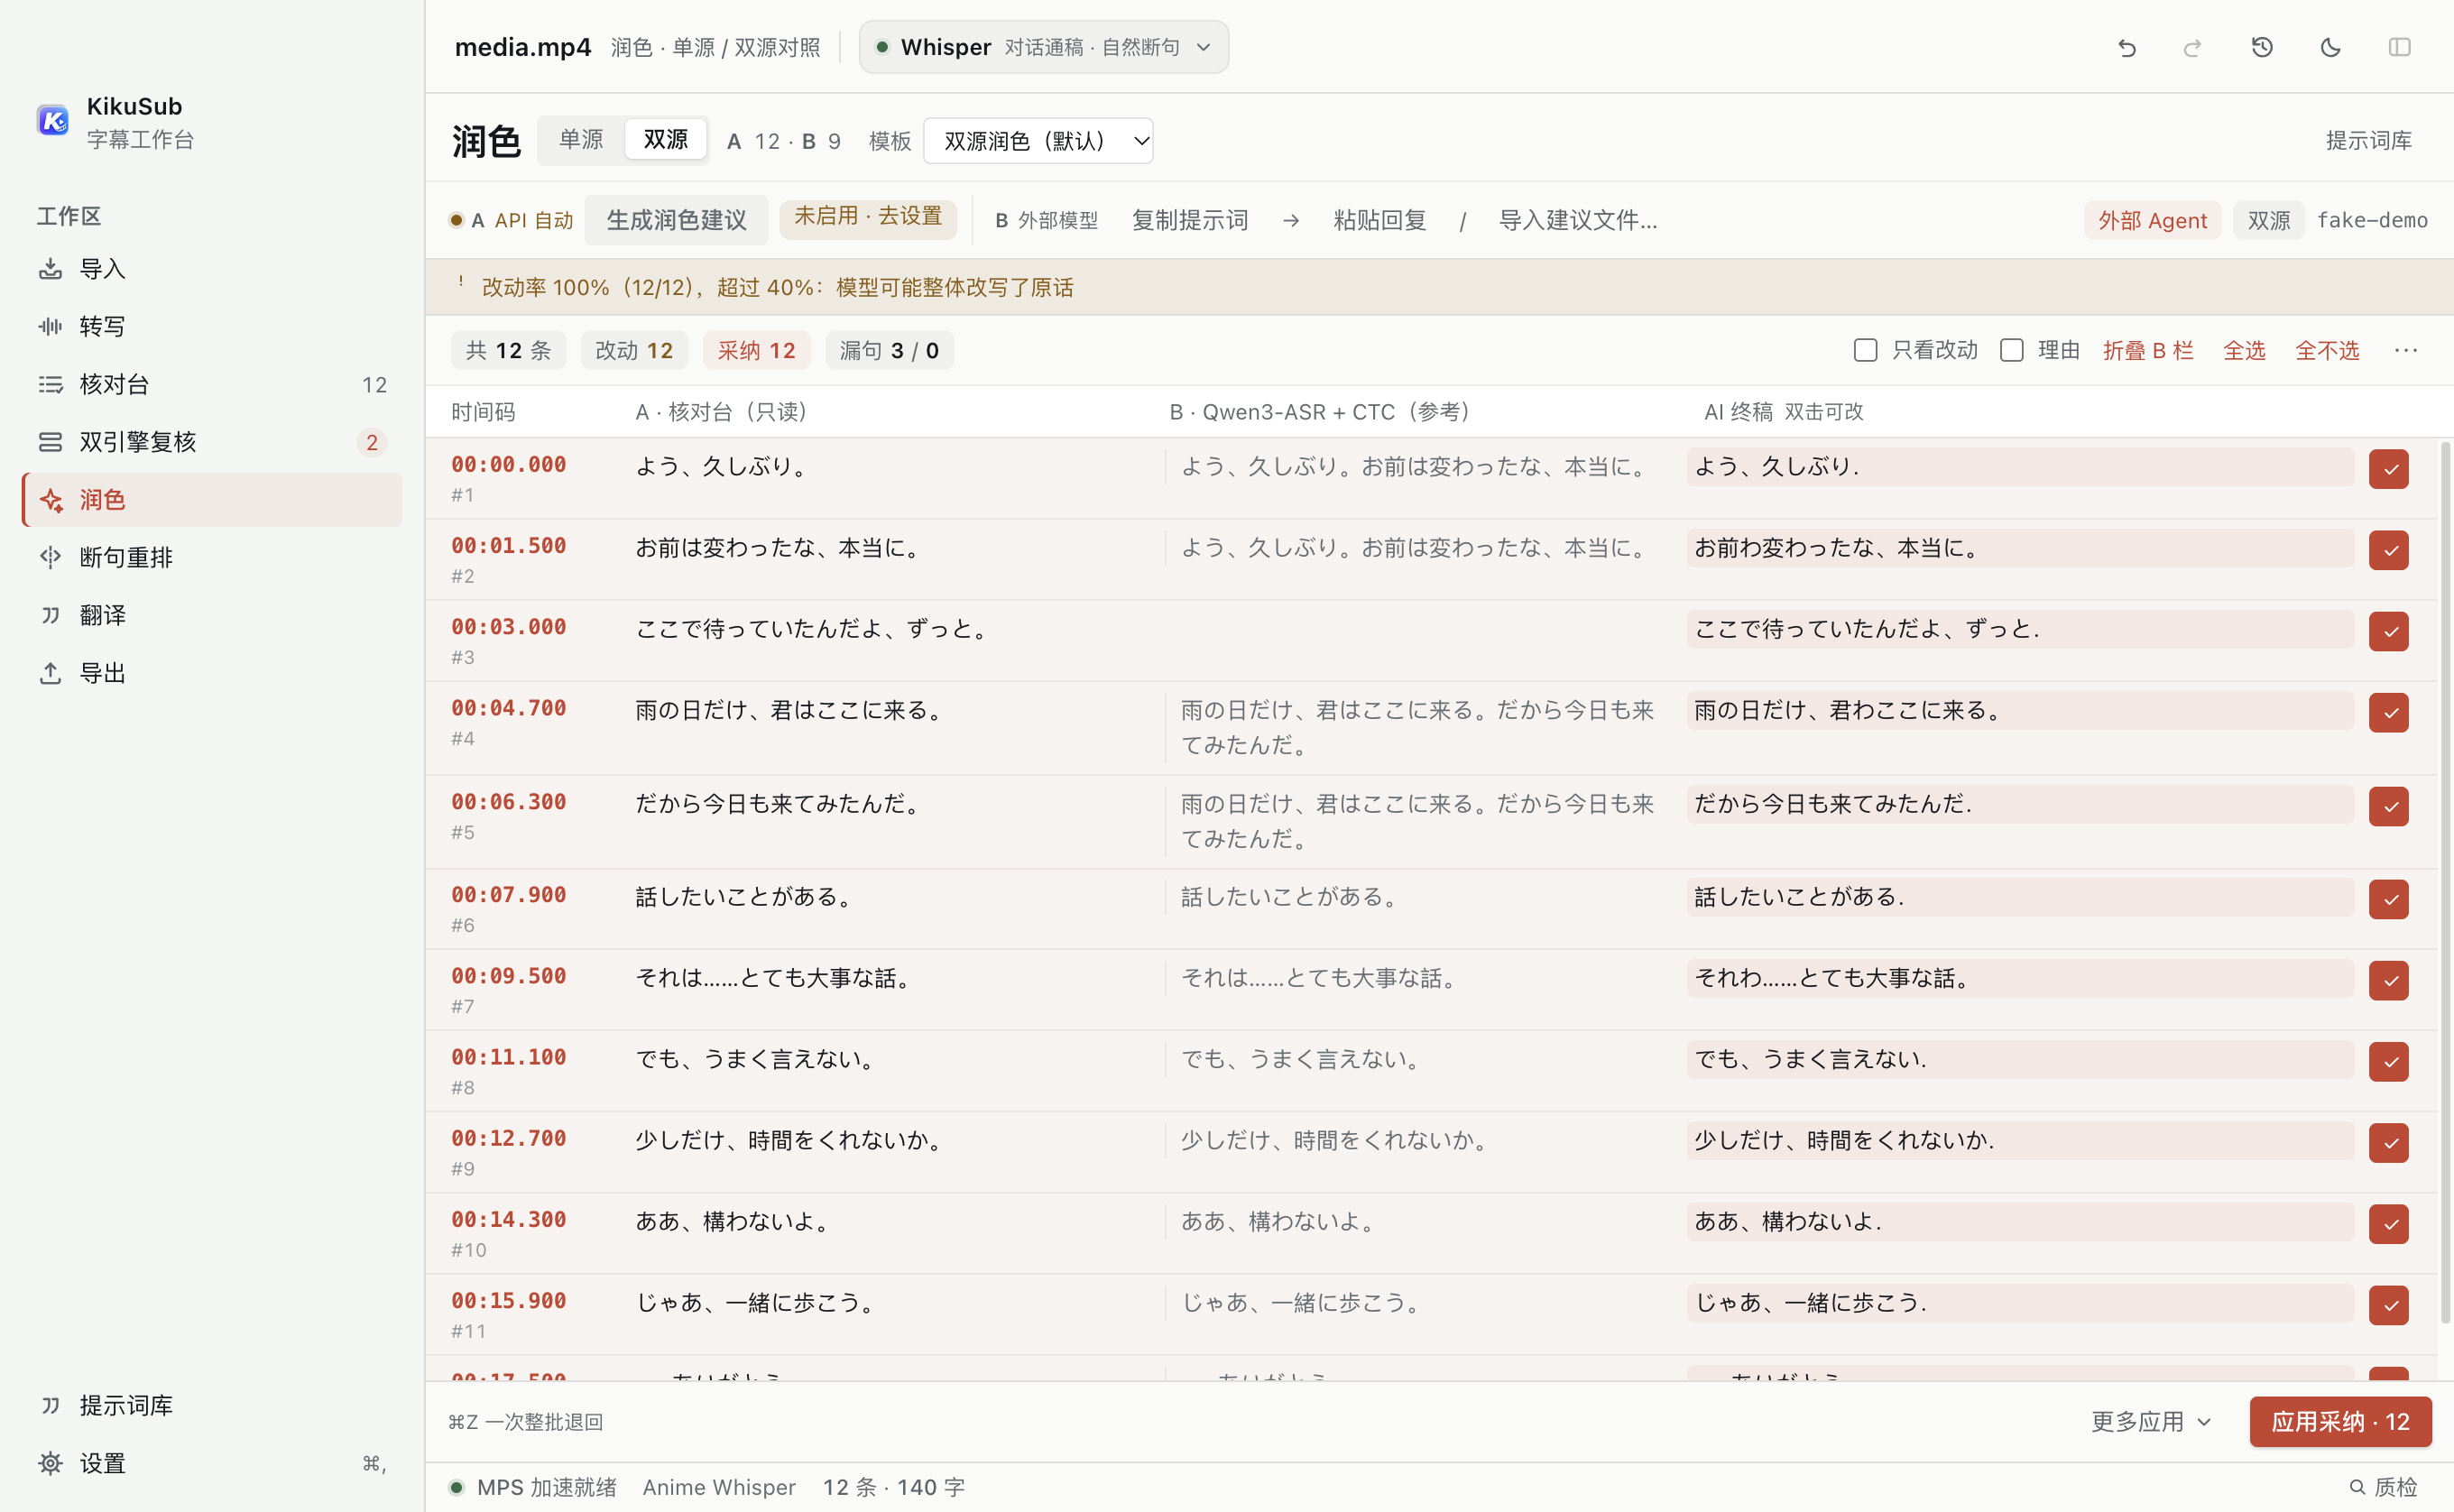 KikuSub
字幕工作台
工作区
导入
转写
核对台 12
双引擎复核 2
润色
断句重排
翻译
导出
提示词库
设置 ⌘,
media.mp4 润色 · 单源 / 双源对照 Whisper 对话通稿 · 自然断句
润色 单源 双源 A 12 · B 9 模板 双源润色（默认） 提示词库
A API 自动 生成润色建议 未启用 · 去设置 B 外部模型 复制提示词 → 粘贴回复 / 导入建议文件... 外部 Agent 双源 fake-demo
! 改动率 100%（12/12），超过 40%：模型可能整体改写了原话
共 12 条 改动 12 采纳 12 漏句 3 / 0 只看改动 理由 折叠 B 栏 全选 全不选 ···
时间码 A · 核对台（只读） B · Qwen3-ASR + CTC（参考） AI 终稿 双击可改
00:00.000 よう、久しぶり。 よう、久しぶり。お前は変わったな、本当に。 よう、久しぶり.
#1
00:01.500 お前は変わったな、本当に。 よう、久しぶり。お前は変わったな、本当に。 お前わ変わったな、本当に。
#2
00:03.000 ここで待っていたんだよ、ずっと。 ここで待っていたんだよ、ずっと.
#3
00:04.700 雨の日だけ、君はここに来る。 雨の日だけ、君はここに来る。だから今日も来 雨の日だけ、君わここに来る。
#4 てみたんだ。
00:06.300 だから今日も来てみたんだ。 雨の日だけ、君はここに来る。だから今日も来 だから今日も来てみたんだ.
#5 てみたんだ。
00:07.900 話したいことがある。 話したいことがある。 話したいことがある.
#6
00:09.500 それは……とても大事な話。 それは……とても大事な話。 それわ……とても大事な話。
#7
00:11.100 でも、うまく言えない。 でも、うまく言えない。 でも、うまく言えない.
#8
00:12.700 少しだけ、時間をくれないか。 少しだけ、時間をくれないか。 少しだけ、時間をくれないか.
#9
00:14.300 ああ、構わないよ。 ああ、構わないよ。 ああ、構わないよ.
#10
00:15.900 じゃあ、一緒に歩こう。 じゃあ、一緒に歩こう。 じゃあ、一緒に歩こう.
#11
00:17.500
⌘Z 一次整批退回 更多应用 应用采纳 · 12
MPS 加速就绪 Anime Whisper 12 条 · 140 字 质检